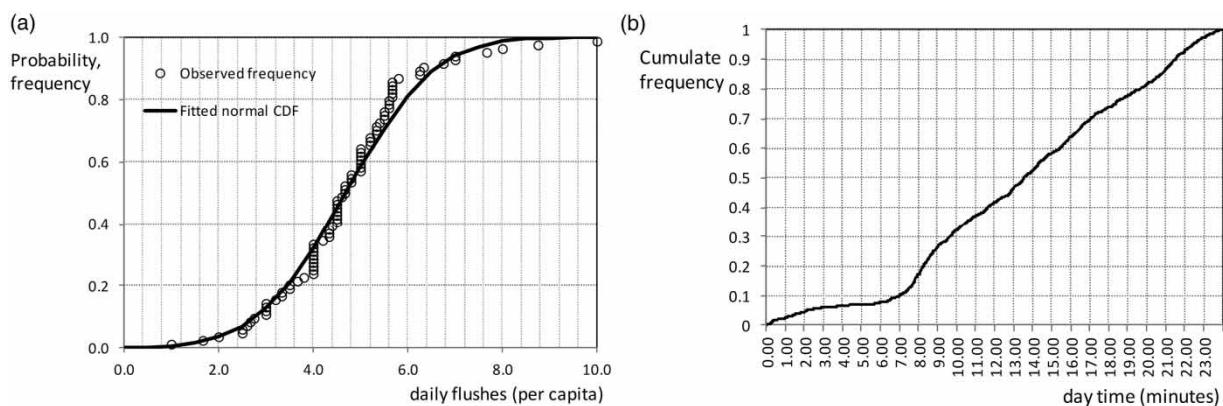 (a)
Probability,
frequency
1.0
0.8
0.6
0.4
0.2
0.0
Observed frequency
Fitted normal CDF
0.0 2.0 4.0 6.0 8.0 10.0
daily flushes (per capita)
(b)
Cumulate
frequency
1
0.9
0.8
0.7
0.6
0.5
0.4
0.3
0.2
0.1
0
0.00 1.00 2.00 3.00 4.00 5.00 6.00 7.00 8.00 9.00 10.00 11.00 12.00 13.00 14.00 15.00 16.00 17.00 18.00 19.00 20.00 21.00 22.00 23.00
day time (minutes)